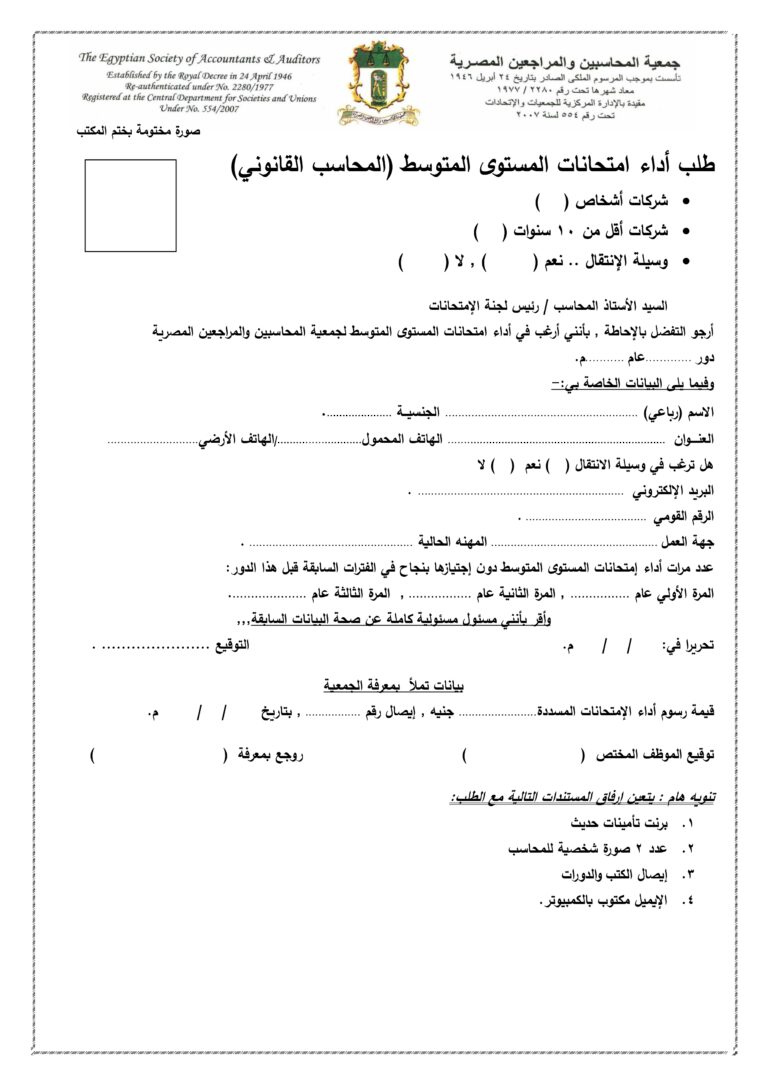 The Egyptian Society of Accountants & Auditors
Established by the Royal Decree in 24 April 1946
Re-authenticated under No. 2280/1977
Registered at the Central Department for Societies and Unions
Under No. 554/2007
جمعية المحاسبين والمراجعين المصرية
تأسست بموجب المرسوم الملكى الصادر بتاريخ ٢٤ أبريل ١٩٤٦
معاد شهرها تحت رقم ٢٢٨٠ / ١٩٧٧
مقيدة بالإدارة المركزية للجمعيات والإتحادات
تحت رقم ٥٥٤ لسنة ٢٠٠٧
صورة مختومة بختم المكتب
طلب أداء امتحانات المستوى المتوسط (المحاسب القانوني)
• شركات أشخاص ( )
• شركات أقل من ١٠ سنوات ( )
• وسيلة الإنتقال .. نعم ( ) , لا ( )
السيد الأستاذ المحاسب / رئيس لجنة الإمتحانات
أرجو التفضل بالإحاطة , بأنني أرغب في أداء امتحانات المستوى المتوسط لجمعية المحاسبين والمراجعين المصرية
دور .............عام ...........م.
وفيما يلى البيانات الخاصة بي:-
الاسم (رباعي) ........................................................ الجنسيـة .....................
العنــوان ................................................................ الهاتف المحمول........................../الهاتف الأرضي............................
هل ترغب في وسيلة الانتقال ( ) نعم ( ) لا
البريد الإلكتروني ............................................................ .
الرقم القومي .................................... .
جهة العمل .................................................. المهنه الحالية ................................................. .
عدد مرات أداء إمتحانات المستوى المتوسط دون إجتيازها بنجاح في الفترات السابقة قبل هذا الدور:
المرة الأولي عام ................ , المرة الثانية عام ................. , المرة الثالثة عام .....................
وأقر بأنني مسئول مسئولية كاملة عن صحة البيانات السابقة,,,
تحريرا في: / / م. التوقيع ...................... .
بيانات تملأ بمعرفة الجمعية
قيمة رسوم أداء الإمتحانات المسددة....................... جنيه , إيصال رقم ................ , بتاريخ / / م.
توقيع الموظف المختص ( ) روجع بمعرفة ( )
تنويه هام : يتعين إرفاق المستندات التالية مع الطلب:
١. برنت تأمينات حديث
٢. عدد ٢ صورة شخصية للمحاسب
٣. إيصال الكتب والدورات
٤. الإيميل مكتوب بالكمبيوتر.